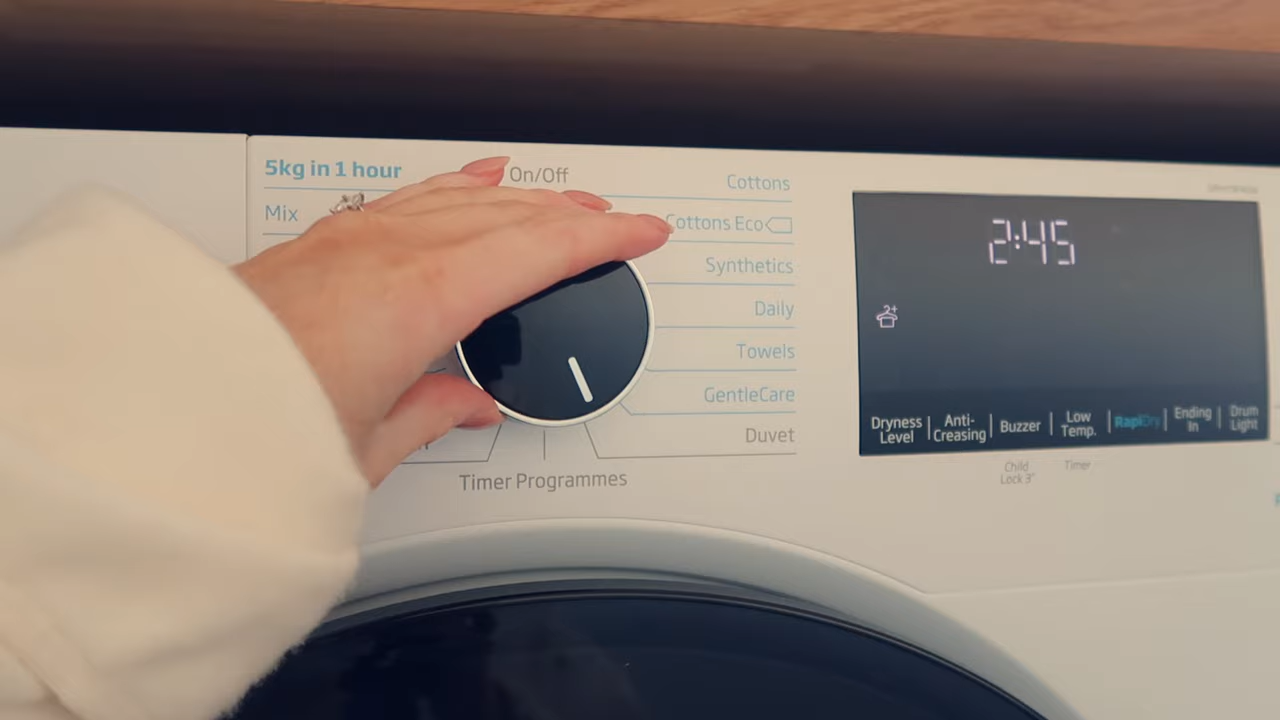 5kg in 1 hour
Mix
On/Off
Cottons
Cottons Eco
Synthetics
Daily
Towels
GentleCare
Duvet
Timer Programmes
2:45
2+
Dryness Level
Anti-Creasing
Buzzer
Low Temp.
RapiDry
Ending In
Drum Light
Child Lock 3"
Timer